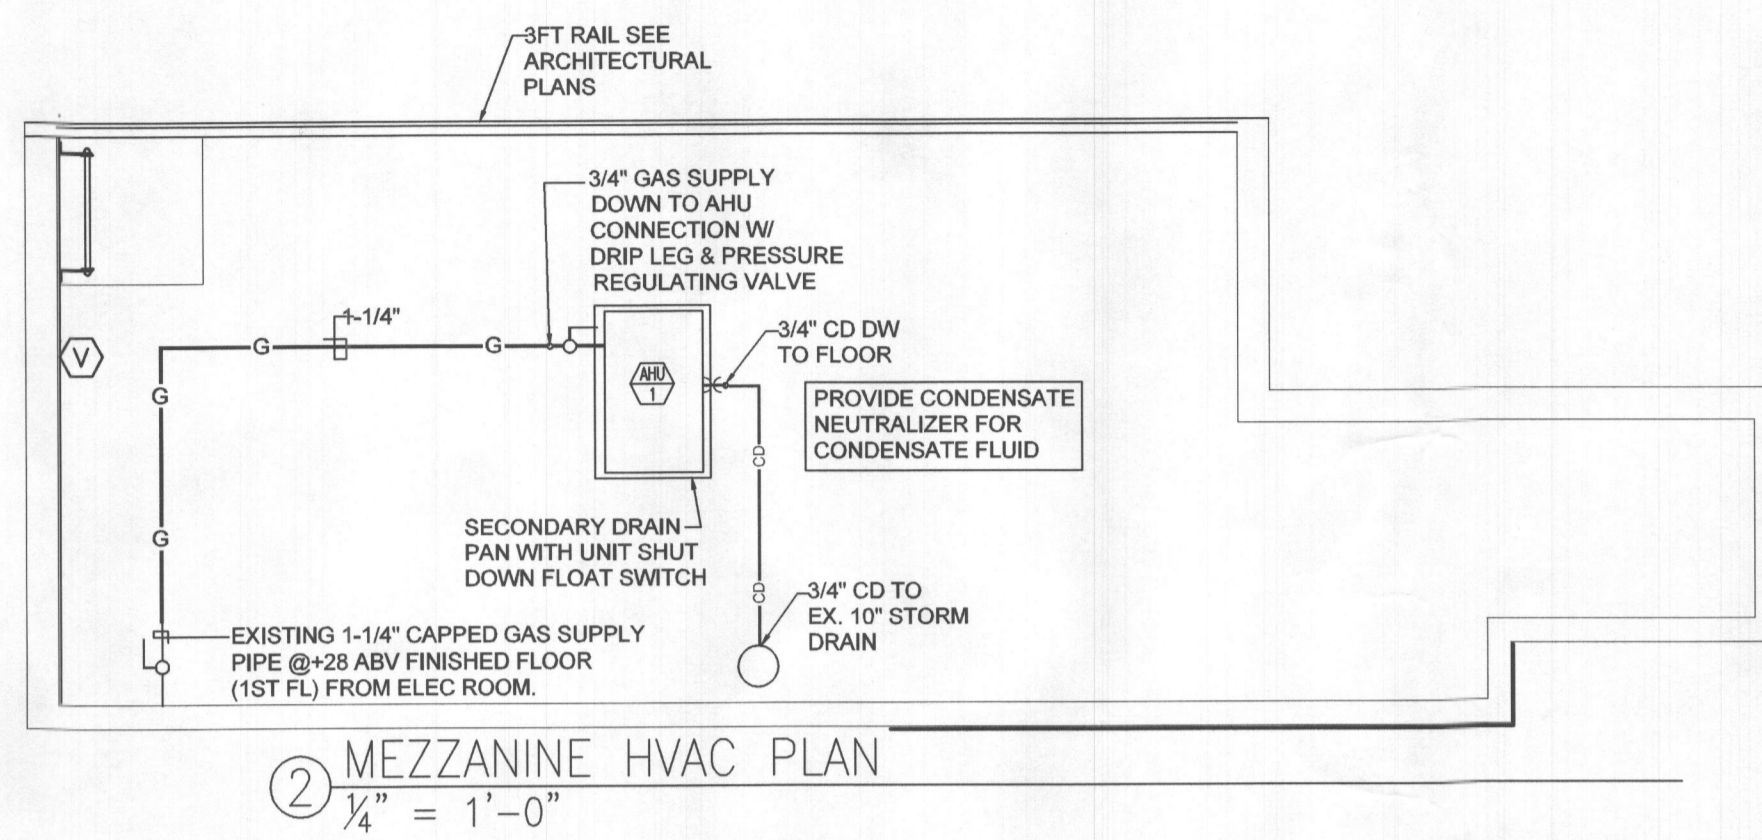 3FT RAIL SEE
ARCHITECTURAL
PLANS
3/4" GAS SUPPLY
DOWN TO AHU
CONNECTION W/
DRIP LEG & PRESSURE
REGULATING VALVE
1-1/4"
G
G
V
G
G
AHU
1
3/4" CD DW
TO FLOOR
PROVIDE CONDENSATE
NEUTRALIZER FOR
CONDENSATE FLUID
CD
CD
SECONDARY DRAIN
PAN WITH UNIT SHUT
DOWN FLOAT SWITCH
3/4" CD TO
EX. 10" STORM
DRAIN
EXISTING 1-1/4" CAPPED GAS SUPPLY
PIPE @+28 ABV FINISHED FLOOR
(1ST FL) FROM ELEC ROOM.
2
MEZZANINE HVAC PLAN
1/4" = 1'-0"